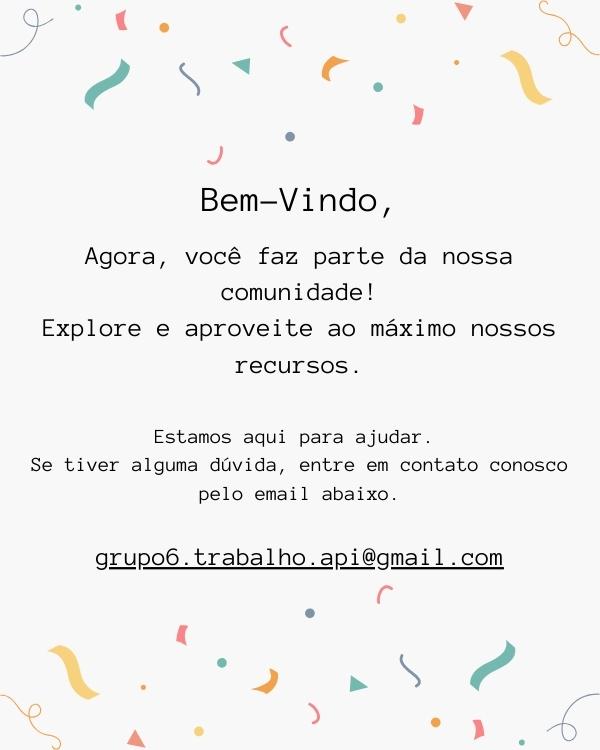 Bem-Vindo,
Agora, você faz parte da nossa
comunidade!
Explore e aproveite ao máximo nossos
recursos.
Estamos aqui para ajudar.
Se tiver alguma dúvida, entre em contato conosco
pelo email abaixo.
grupo6.trabalho.api@gmail.com